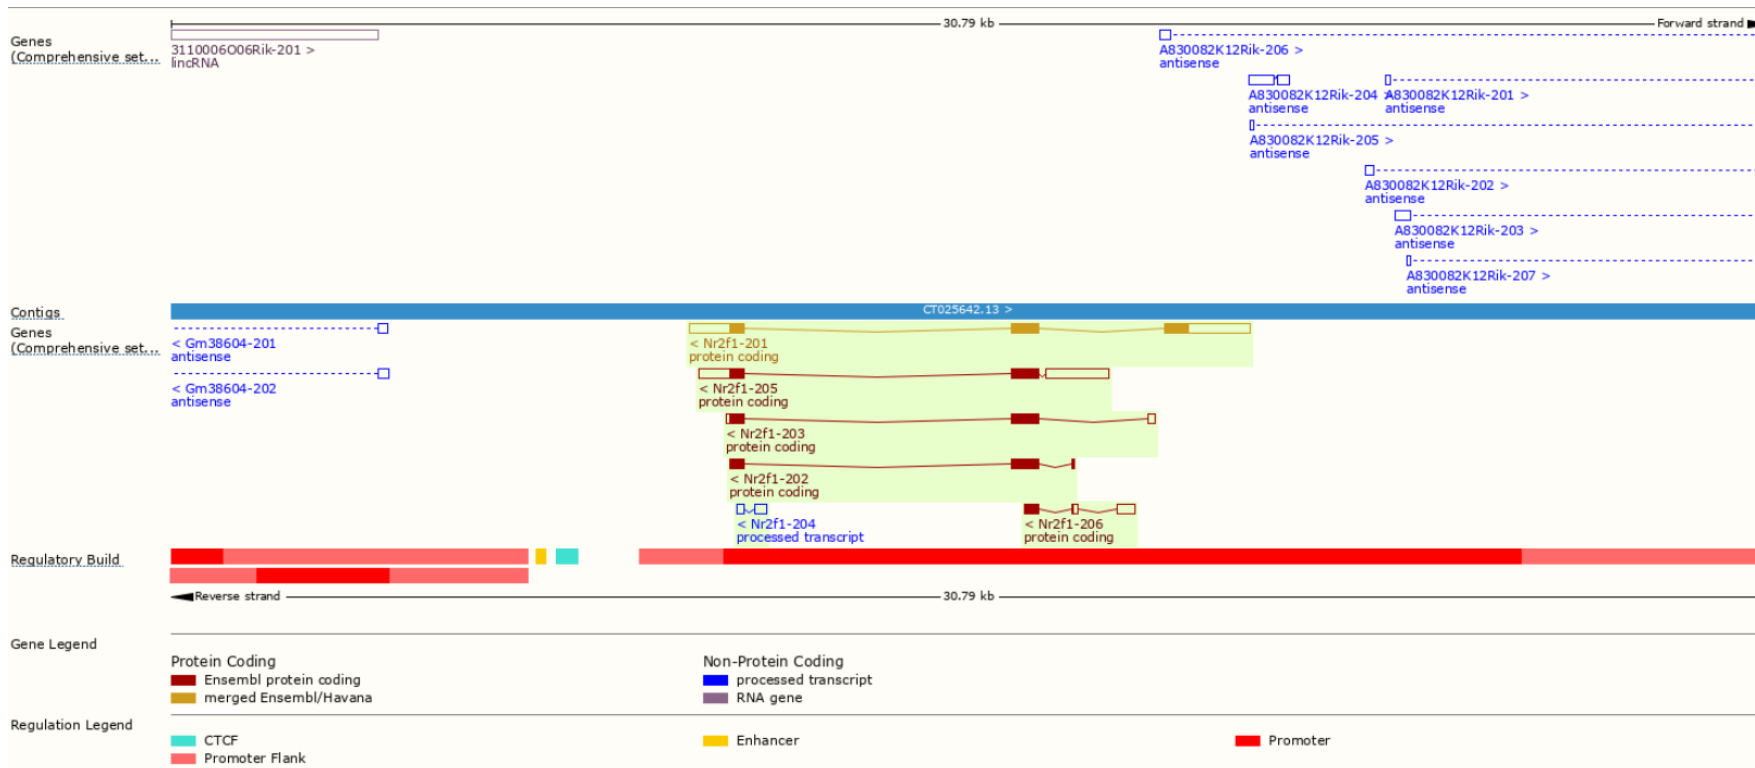 30.79 kb
Forward strand
Genes
(Comprehensive set...
3110006O06Rik-201 >
lincRNA
A830082K12Rik-206 >
antisense
A830082K12Rik-204 >
antisense
A830082K12Rik-201 >
antisense
A830082K12Rik-205 >
antisense
A830082K12Rik-202 >
antisense
A830082K12Rik-203 >
antisense
A830082K12Rik-207 >
antisense
Contigs
CT025642.13 >
Genes
(Comprehensive set...
< Gm38604-201
antisense
< Nr2f1-201
protein coding
< Gm38604-202
antisense
< Nr2f1-205
protein coding
< Nr2f1-203
protein coding
< Nr2f1-202
protein coding
< Nr2f1-204
processed transcript
< Nr2f1-206
protein coding
Regulatory Build
Reverse strand
30.79 kb
Gene Legend
Protein Coding
Ensembl protein coding
merged Ensembl/Havana
Non-Protein Coding
processed transcript
RNA gene
Regulation Legend
CTCF
Promoter Flank
Enhancer
Promoter